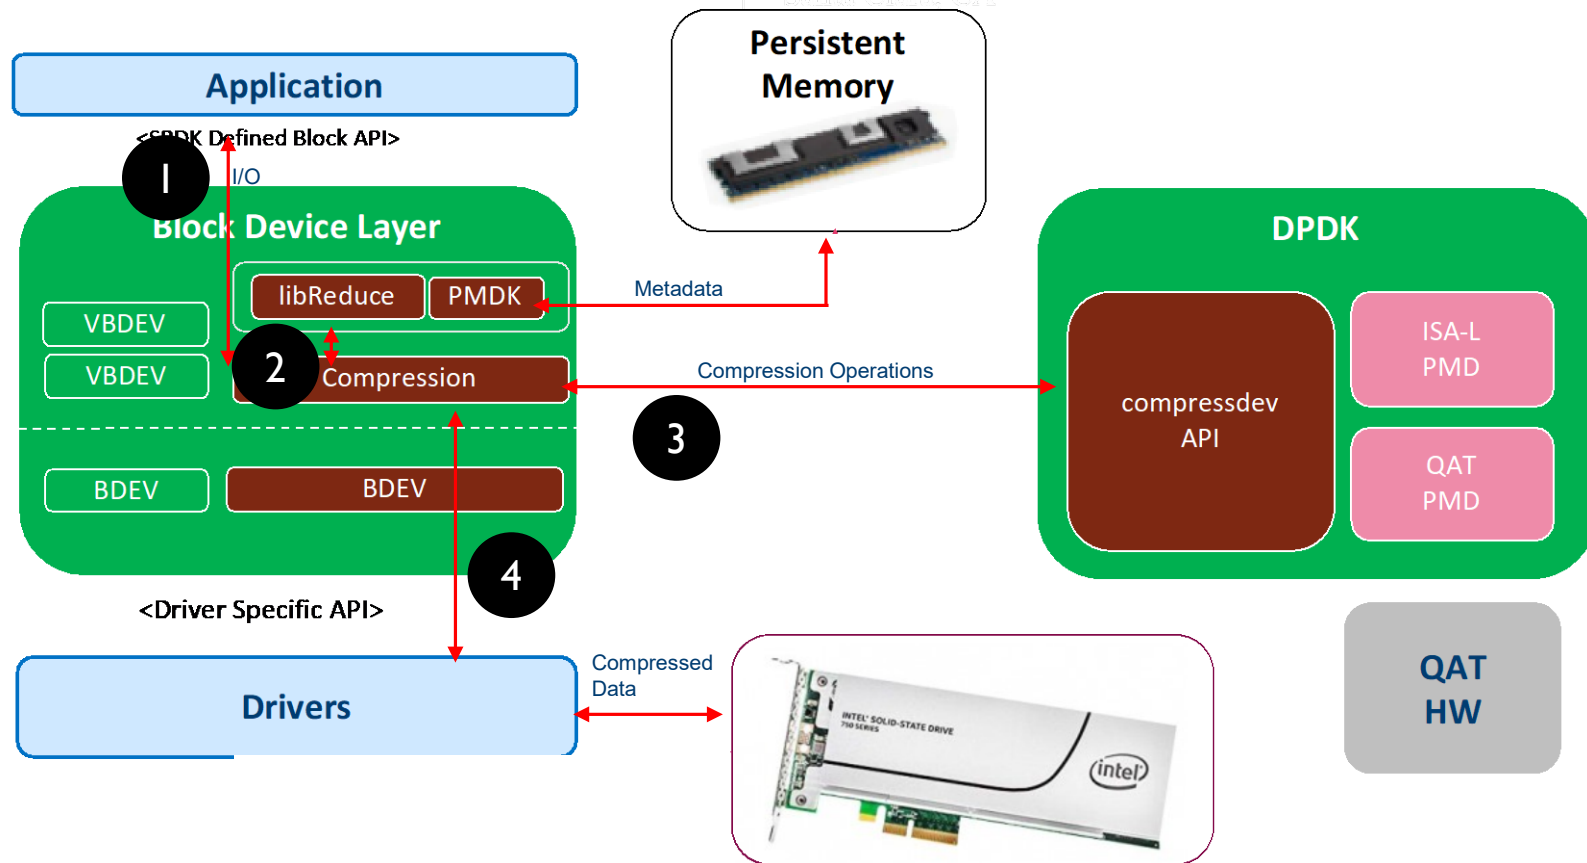 Persistent
Memory
Application
<SPDK Defined Block API>
1
I/O
Block Device Layer
DPDK
libReduce
PMDK
Metadata
VBDEV
ISA-L
PMD
VBDEV
2
Compression
Compression Operations
compressdev
API
3
BDEV
BDEV
QAT
PMD
4
<Driver Specific API>
Drivers
Compressed
Data
INTEL® SOLID-STATE DRIVE
750 SERIES
intel
QAT
HW